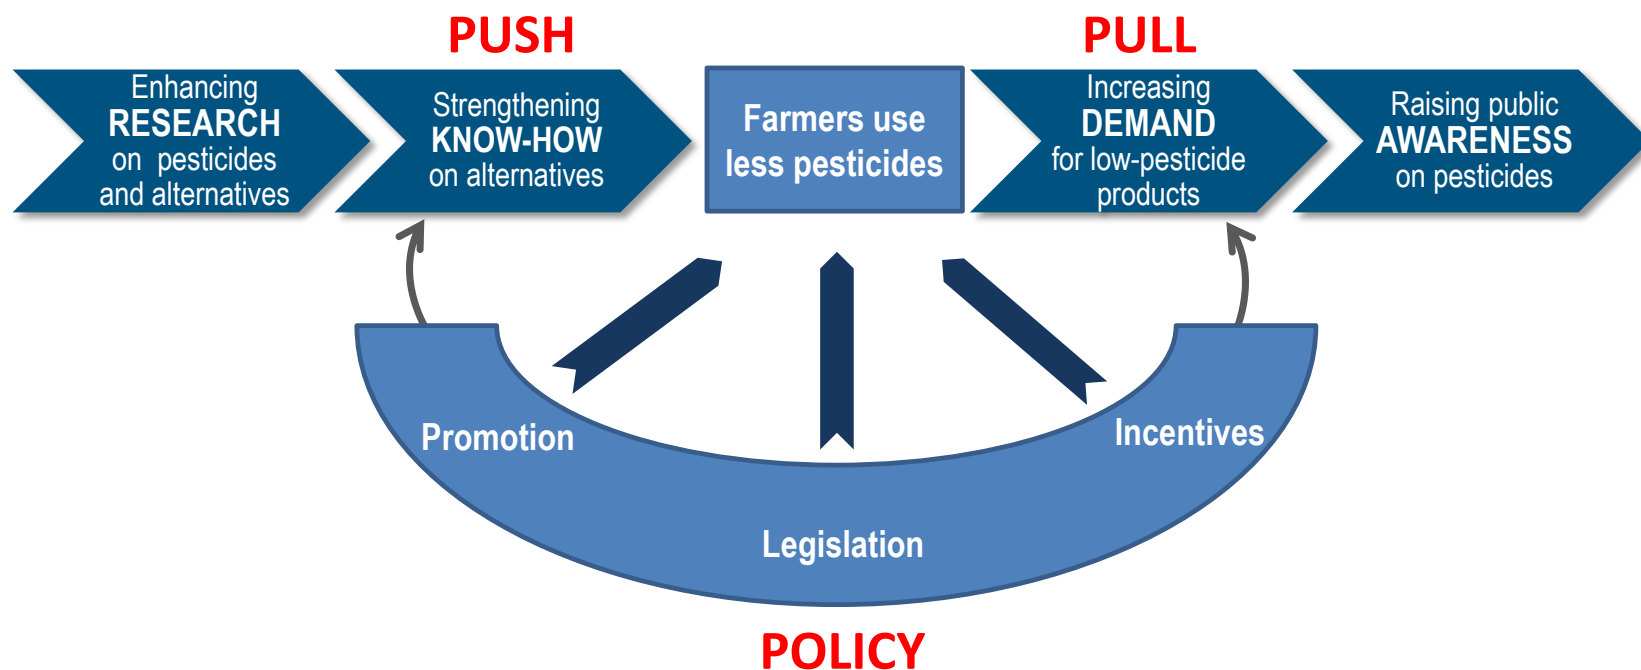 PUSH
PULL
Enhancing
RESEARCH
on pesticides
and alternatives
Strengthening
KNOW-HOW
on alternatives
Farmers use
less pesticides
Increasing
DEMAND
for low-pesticide
products
Raising public
AWARENESS
on pesticides
Promotion
Legislation
Incentives
POLICY